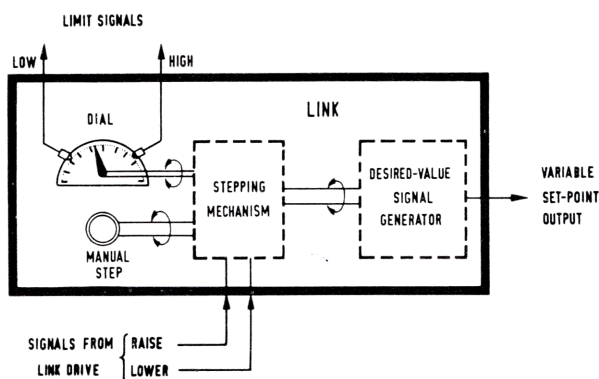 LIMIT SIGNALS
LOW
HIGH
DIAL
LINK
STEPPING
MECHANISM
DESIRED-VALUE
SIGNAL
GENERATOR
VARIABLE
SET-POINT
OUTPUT
MANUAL
STEP
SIGNALS FROM
LINK DRIVE
RAISE
LOWER